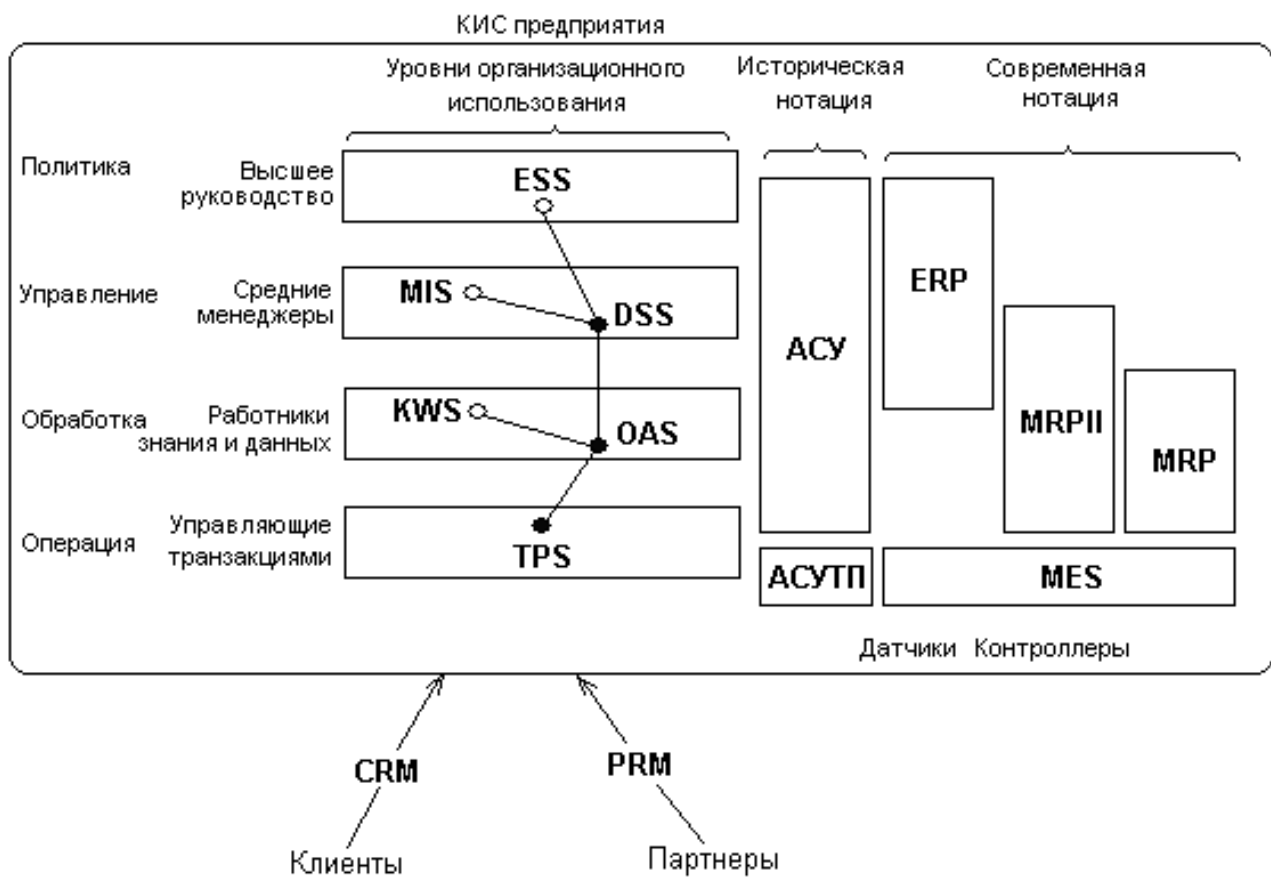 КИС предприятия
Уровни организационного
использования
Историческая
нотация
Современная
нотация
Политика
Высшее
руководство
ESS
Управление
Средние
менеджеры
MIS
DSS
Обработка
Работники
знания и данных
KWS
OAS
Операция
Управляющие
транзакциями
TPS
АСУ
ERP
MRPII
MRP
АСУТП
MES
Датчики Контроллеры
CRM
PRM
Клиенты
Партнеры